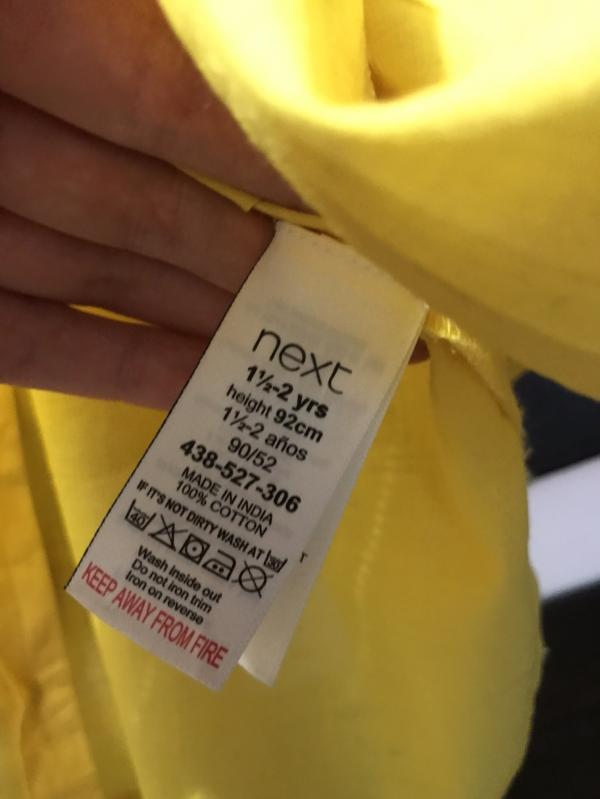 next
1½-2 yrs
height 92cm
1½-2 años
90/52
438-527-306
MADE IN INDIA
100% COTTON
IF IT'S NOT DIRTY WASH AT 30
40
Wash inside out
Do not iron trim
Iron on reverse
KEEP AWAY FROM FIRE